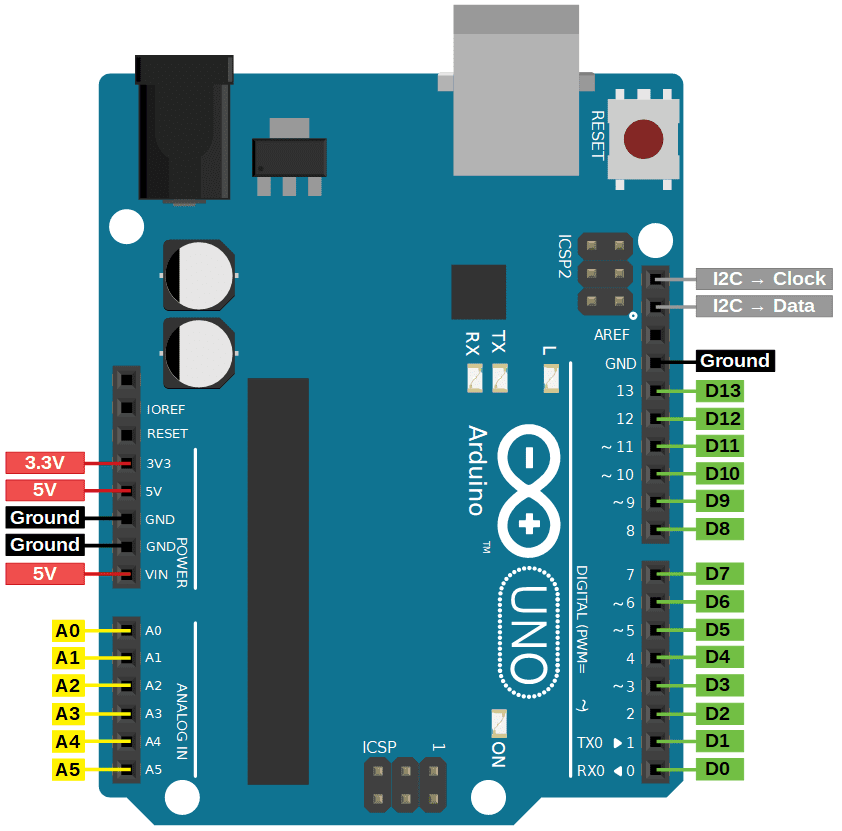 RESET
ICSP2
I2C → Clock
I2C → Data
AREF
GND
Ground
RX
TX
L
13
D13
12
D12
~ 11
D11
~ 10
D10
~ 9
D9
8
D8
IOREF
RESET
3.3V
3V3
5V
5V
Ground
GND
Ground
GND
5V
VIN
POWER
Arduino
TM
UNO
DIGITAL (PWM= ~)
7
D7
~ 6
D6
~ 5
D5
4
D4
~ 3
D3
2
D2
TX0 ▶ 1
D1
RX0 ◀ 0
D0
A0
A0
A1
A1
A2
A2
A3
A3
A4
A4
A5
A5
ANALOG IN
ICSP
1
ON